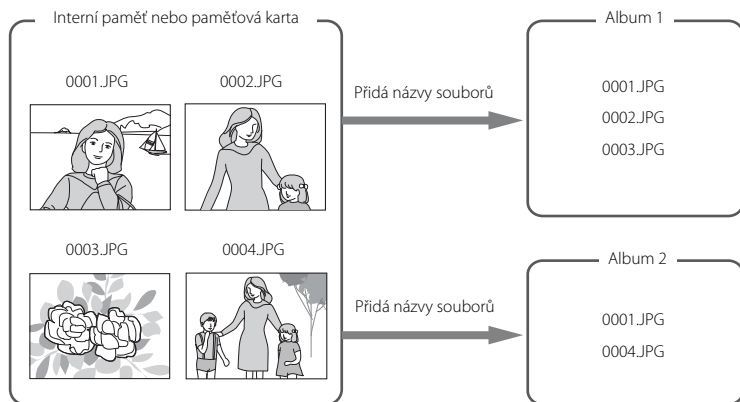 Interní paměť nebo paměťová karta
0001.JPG
0002.JPG
0003.JPG
0004.JPG
Přidá názvy souborů
Album 1
0001.JPG
0002.JPG
0003.JPG
Přidá názvy souborů
Album 2
0001.JPG
0004.JPG